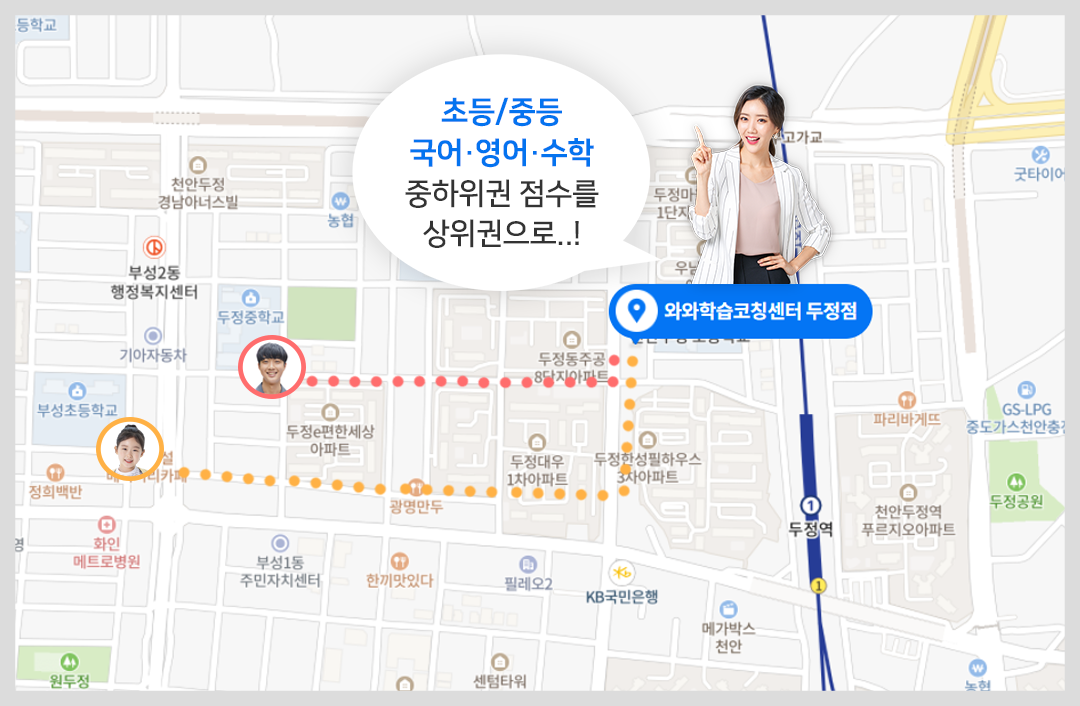 등학교
초등/중등
국어·영어·수학
중하위권 점수를
상위권으로..!
고가교
굿타이어
천안두정
경남아너스빌
농협
두정마
1단지
우남
부성2동
행정복지센터
와와학습코칭센터 두정점
두정중학교
기아자동차
두정동주공
8단지아파트
부성초등학교
두정e편한세상
아파트
파리바게뜨
GS-LPG
중도가스천안충전
정희백반
두정대우
1차아파트
두정한성필하우스
3차아파트
광명만두
두정공원
1
두정역
천안두정역
푸르지오아파트
화인
메트로병원
부성1동
주민자치센터
한끼맛있다
필레오2
KB국민은행
1
메가박스
천안
원두정
센텀타워
농협